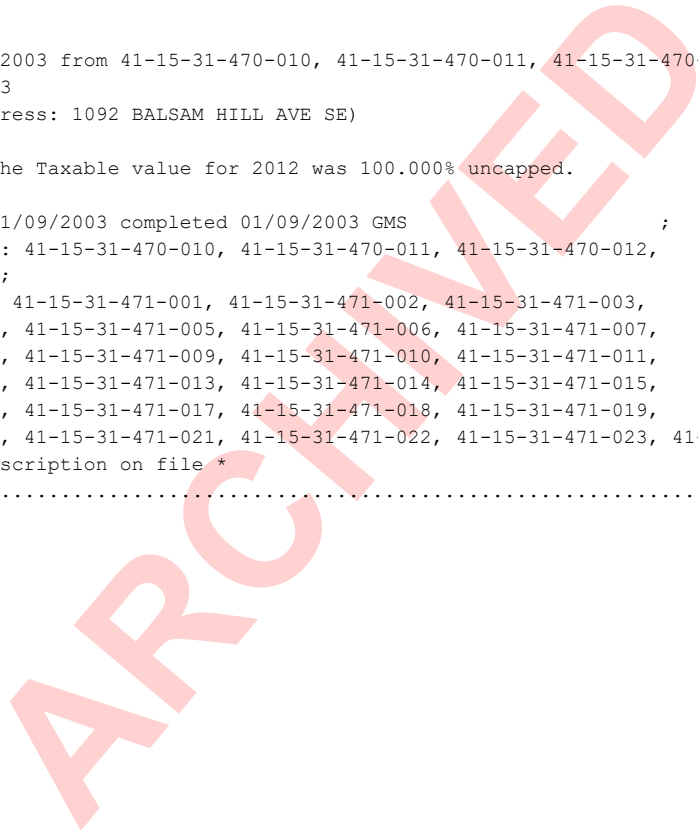 2003 from 41-15-31-470-010, 41-15-31-470-011, 41-15-31-470-
3
ress: 1092 BALSAM HILL AVE SE)
he Taxable value for 2012 was 100.000% uncapped.
1/09/2003 completed 01/09/2003 GMS ;
: 41-15-31-470-010, 41-15-31-470-011, 41-15-31-470-012,
;
41-15-31-471-001, 41-15-31-471-002, 41-15-31-471-003,
, 41-15-31-471-005, 41-15-31-471-006, 41-15-31-471-007,
, 41-15-31-471-009, 41-15-31-471-010, 41-15-31-471-011,
, 41-15-31-471-013, 41-15-31-471-014, 41-15-31-471-015,
, 41-15-31-471-017, 41-15-31-471-018, 41-15-31-471-019,
, 41-15-31-471-021, 41-15-31-471-022, 41-15-31-471-023, 41-
scription on file *
.........................................................
ARCHIVED